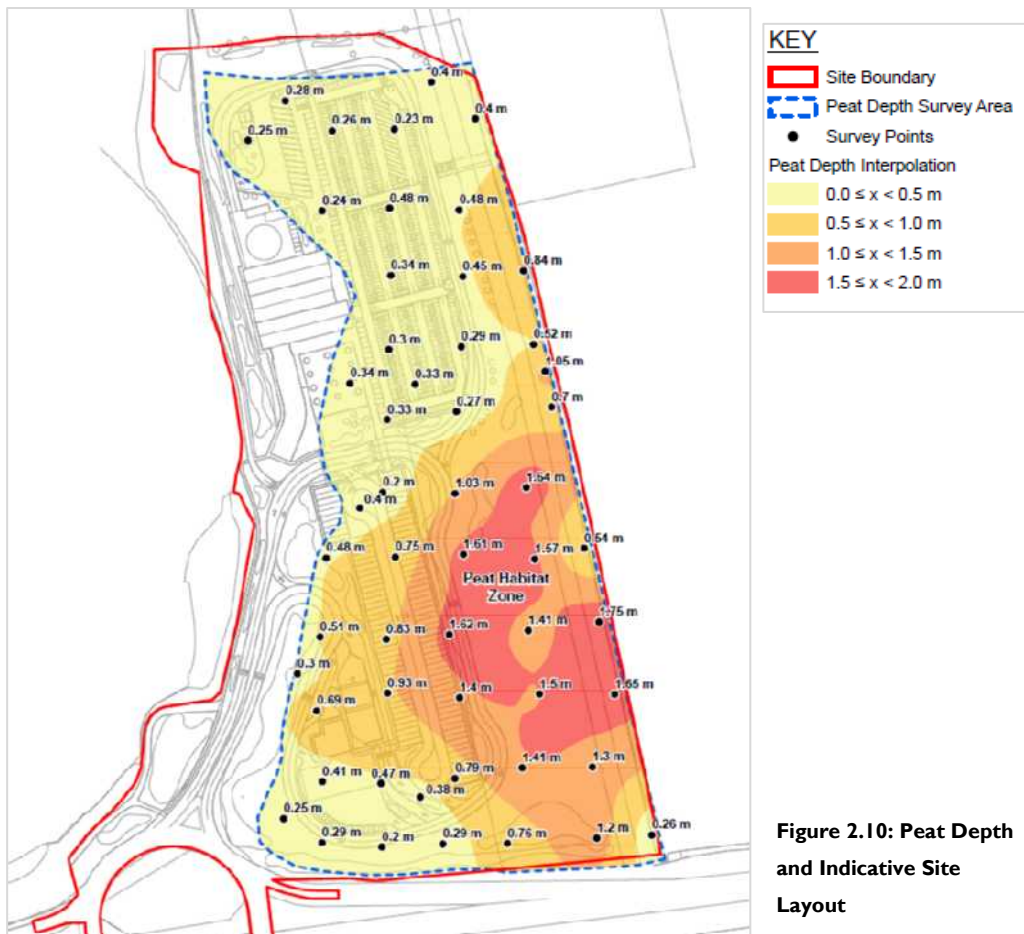 KEY
Site Boundary
Peat Depth Survey Area
Survey Points
Peat Depth Interpolation
0.0 ≤ x < 0.5 m
0.5 ≤ x < 1.0 m
1.0 ≤ x < 1.5 m
1.5 ≤ x < 2.0 m
0.4 m
0.28 m
0.4 m
0.25 m
0.26 m
0.23 m
0.24 m
0.48 m
0.48 m
0.34 m
0.45 m
0.84 m
0.3 m
0.29 m
0.52 m
0.34 m
0.33 m
1.05 m
0.33 m
0.27 m
0.7 m
0.2 m
1.03 m
1.54 m
0.4 m
0.48 m
0.75 m
1.61 m
1.57 m
0.54 m
Peat Habitat
Zone
0.51 m
0.83 m
1.62 m
1.41 m
1.75 m
0.3 m
0.69 m
0.93 m
1.4 m
1.5 m
1.65 m
0.41 m
0.47 m
0.79 m
1.41 m
1.3 m
0.38 m
0.25 m
0.29 m
0.2 m
0.29 m
0.76 m
1.2 m
0.26 m
Figure 2.10: Peat Depth
and Indicative Site
Layout